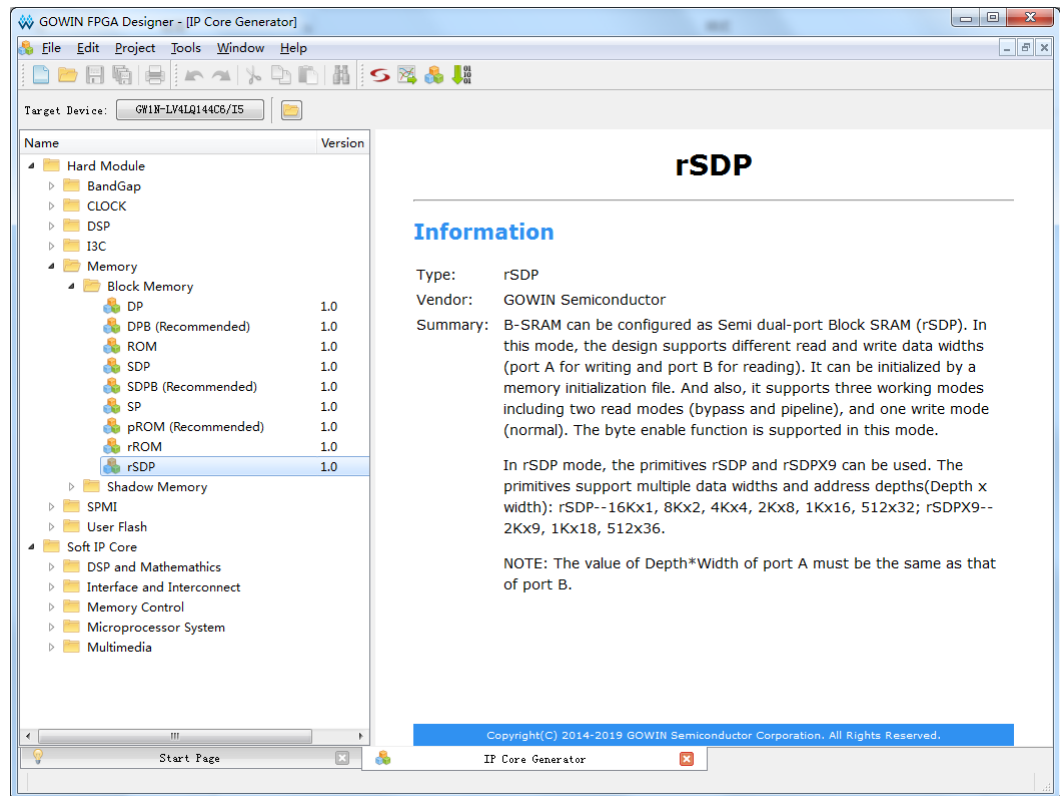 GOWIN FPGA Designer - [IP Core Generator]
File Edit Project Tools Window Help
Target Device: GW1N-LV4LQ144C6/I5
Name Version
Hard Module
BandGap
CLOCK
DSP
I3C
Memory
Block Memory
DP 1.0
DPB (Recommended) 1.0
ROM 1.0
SDP 1.0
SDPB (Recommended) 1.0
SP 1.0
pROM (Recommended) 1.0
rROM 1.0
rSDP 1.0
Shadow Memory
SPMI
User Flash
Soft IP Core
DSP and Mathemathics
Interface and Interconnect
Memory Control
Microprocessor System
Multimedia
rSDP
Information
Type: rSDP
Vendor: GOWIN Semiconductor
Summary: B-SRAM can be configured as Semi dual-port Block SRAM (rSDP). In
this mode, the design supports different read and write data widths
(port A for writing and port B for reading). It can be initialized by a
memory initialization file. And also, it supports three working modes
including two read modes (bypass and pipeline), and one write mode
(normal). The byte enable function is supported in this mode.
In rSDP mode, the primitives rSDP and rSDPX9 can be used. The
primitives support multiple data widths and address depths(Depth x
width): rSDP--16Kx1, 8Kx2, 4Kx4, 2Kx8, 1Kx16, 512x32; rSDPX9--
2Kx9, 1Kx18, 512x36.
NOTE: The value of Depth*Width of port A must be the same as that
of port B.
Copyright(C) 2014-2019 GOWIN Semiconductor Corporation. All Rights Reserved.
Start Page IP Core Generator